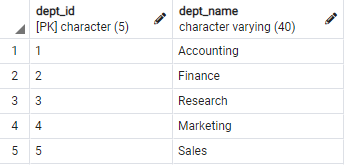 dept_id dept_name
[PK] character (5) character varying (40)
1 1 Accounting
2 2 Finance
3 3 Research
4 4 Marketing
5 5 Sales